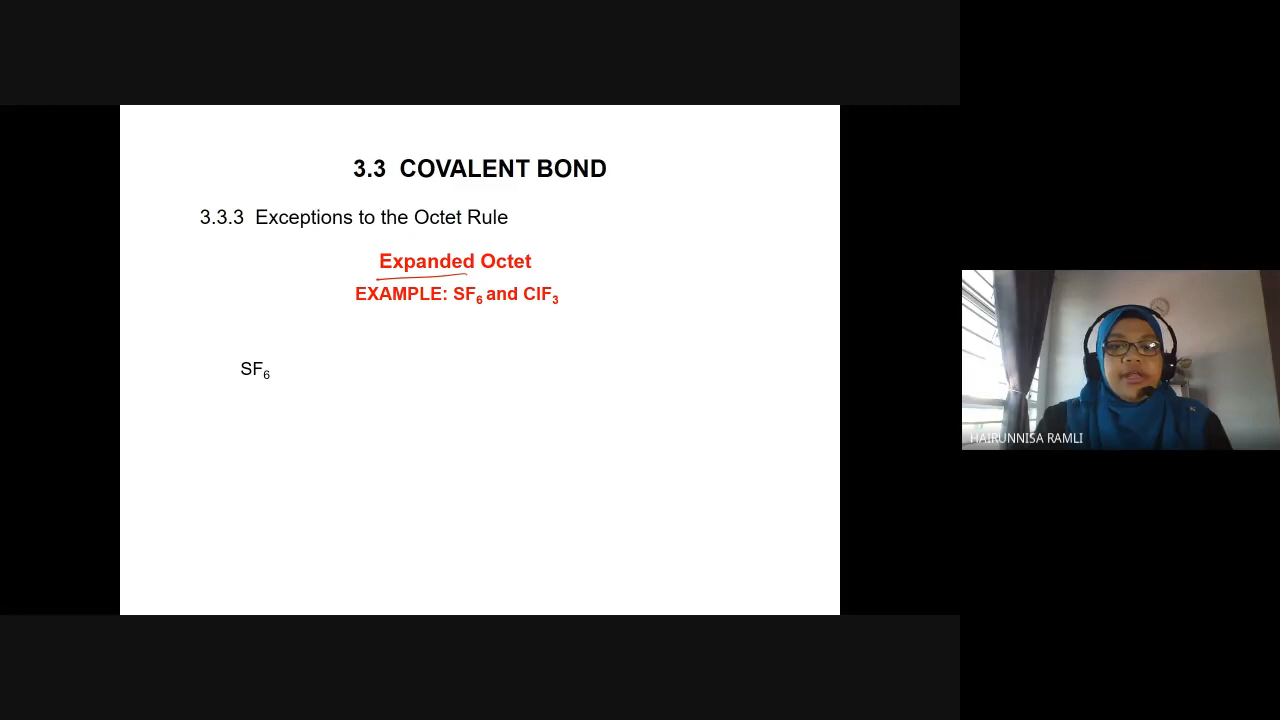 3.3 COVALENT BOND
3.3.3 Exceptions to the Octet Rule
Expanded Octet
EXAMPLE: SF₆ and ClF₃
SF₆
HAIRUNNISA RAMLI